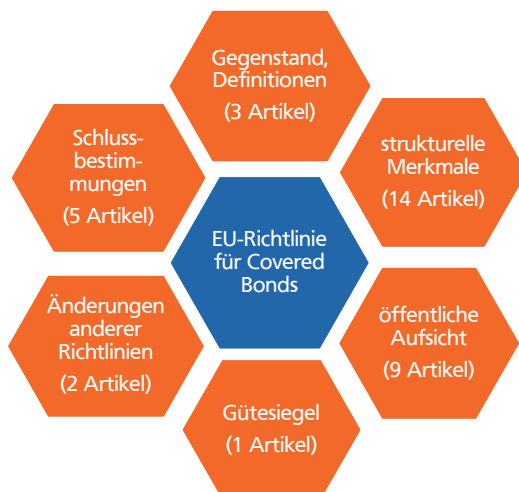 Gegenstand,
Definitionen
(3 Artikel)
strukturelle
Merkmale
(14 Artikel)
öffentliche
Aufsicht
(9 Artikel)
Gütesiegel
(1 Artikel)
Änderungen
anderer
Richtlinien
(2 Artikel)
Schluss-
bestim-
mungen
(5 Artikel)
EU-Richtlinie
für Covered
Bonds